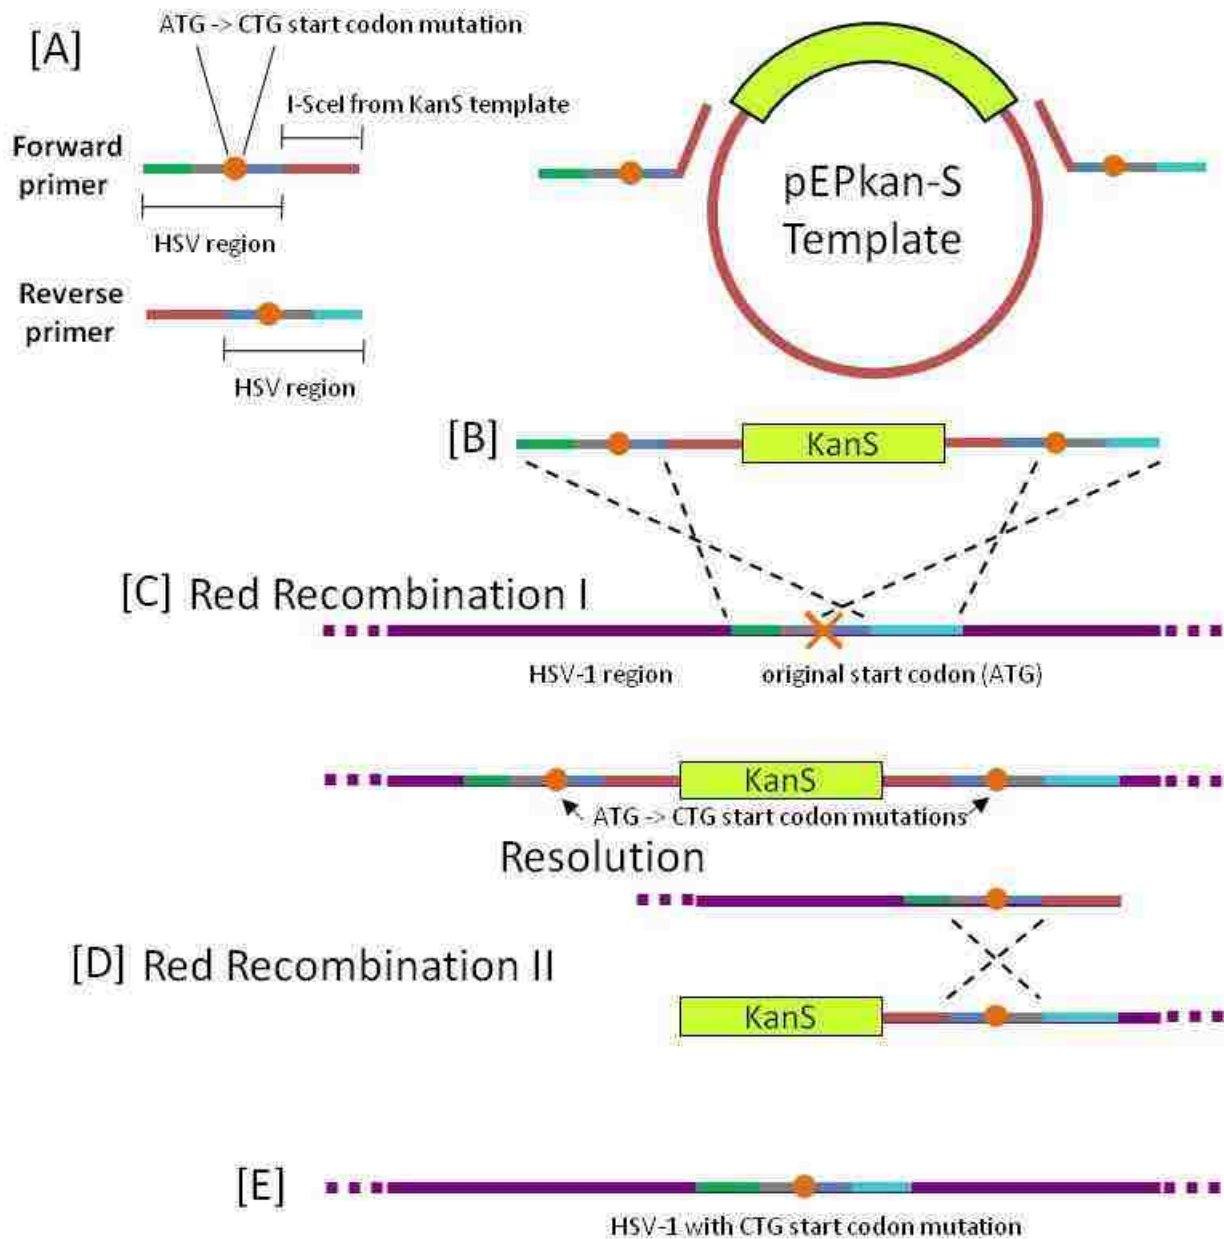 [A]
ATG -> CTG start codon mutation
I-SceI from KanS template
Forward
primer
HSV region
Reverse
primer
HSV region
pEPkan-S
Template
[B]
KanS
[C] Red Recombination I
HSV-1 region
original start codon (ATG)
KanS
ATG -> CTG start codon mutations
Resolution
[D] Red Recombination II
KanS
[E]
HSV-1 with CTG start codon mutation